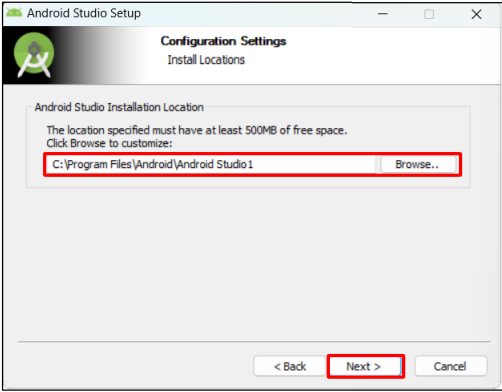 Android Studio Setup
Configuration Settings
Install Locations
Android Studio Installation Location
The location specified must have at least 500MB of free space.
Click Browse to customize:
C:\Program Files\Android\Android Studio1
Browse..
< Back
Next >
Cancel